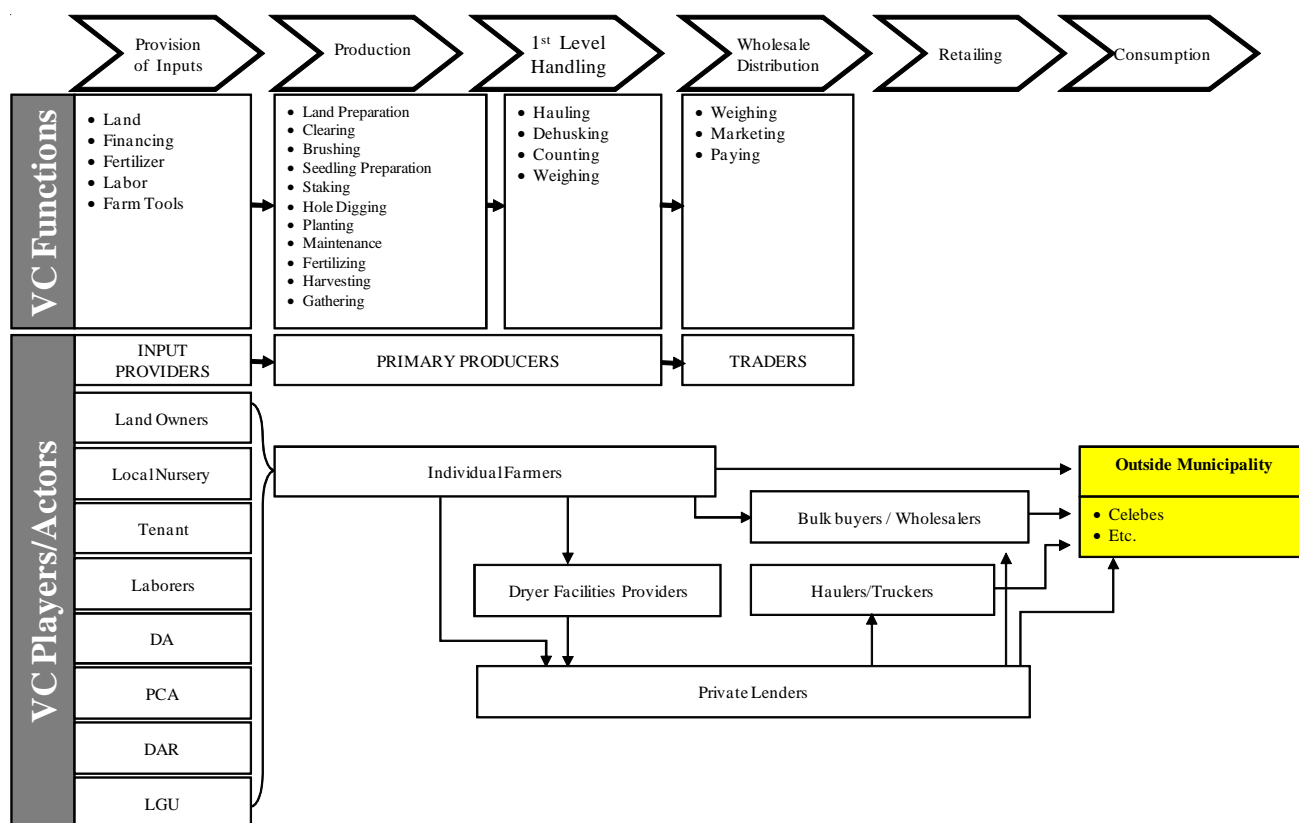 Provision
of Inputs
Production
1st Level
Handling
Wholesale
Distribution
Retailing
Consumption
VC Functions
• Land
• Financing
• Fertilizer
• Labor
• Farm Tools
• Land Preparation
• Clearing
• Brushing
• Seedling Preparation
• Staking
• Hole Digging
• Planting
• Maintenance
• Fertilizing
• Harvesting
• Gathering
• Hauling
• Dehusking
• Counting
• Weighing
• Weighing
• Marketing
• Paying
VC Players/Actors
INPUT
PROVIDERS
PRIMARY PRODUCERS
TRADERS
Land Owners
Local Nursery
Tenant
Laborers
DA
PCA
DAR
LGU
Individual Farmers
Bulk buyers / Wholesalers
Dryer Facilities Providers
Haulers/Truckers
Private Lenders
Outside Municipality
• Celebes
• Etc.